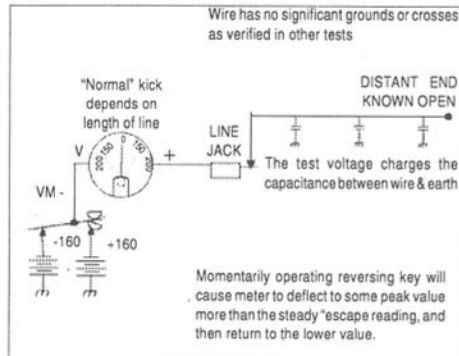 Wire has no significant grounds or crosses
as verified in other tests
"Normal" kick
depends on
length of line
DISTANT END
KNOWN OPEN
LINE
JACK
V
200 150 0 150 200
+
The test voltage charges the
capacitance between wire & earth
VM -
-160
+160
Momentarily operating reversing key will
cause meter to deflect to some peak value
more than the steady "escape reading, and
then return to the lower value.